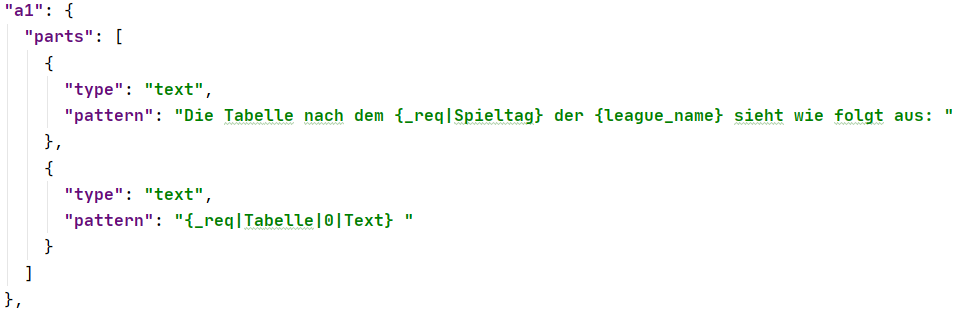 "a1": {
"parts": [
{
"type": "text",
"pattern": "Die Tabelle nach dem {_req|Spieltag} der {league_name} sieht wie folgt aus: "
},
{
"type": "text",
"pattern": "{_req|Tabelle|0|Text} "
}
]
},